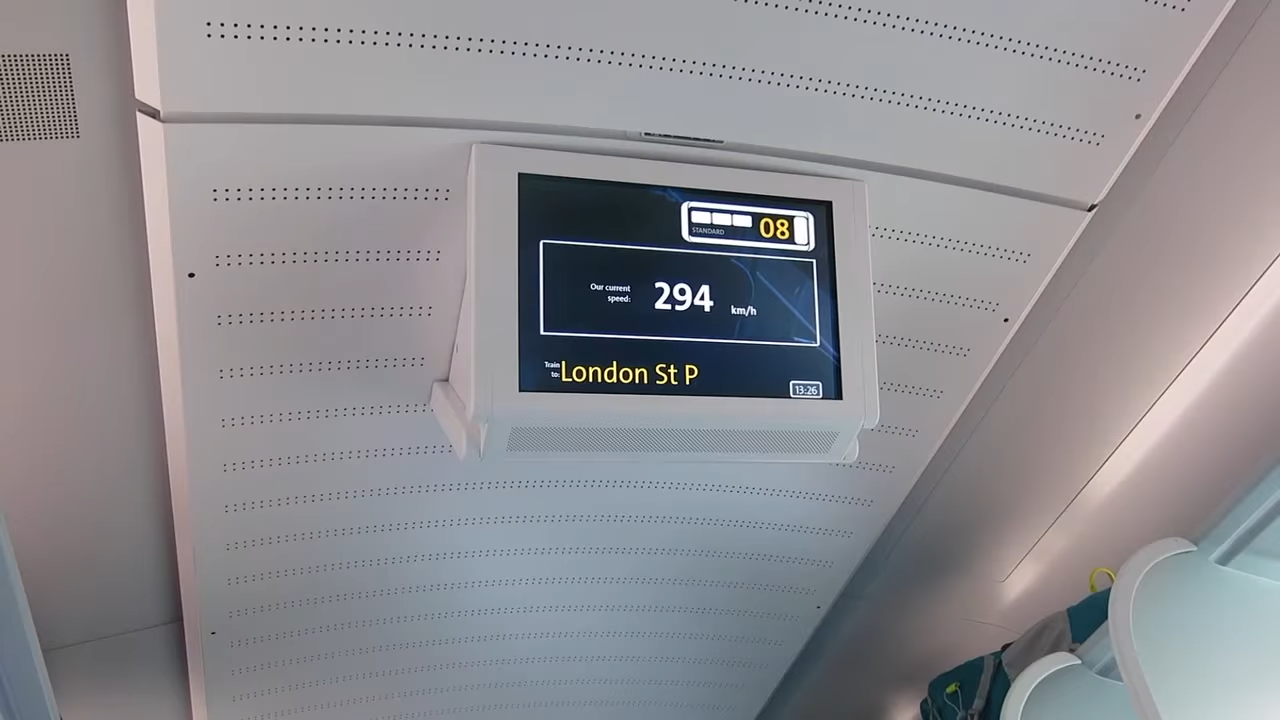 STANDARD
08
Our current
speed:
294 km/h
Train
to:
London St P
13:26